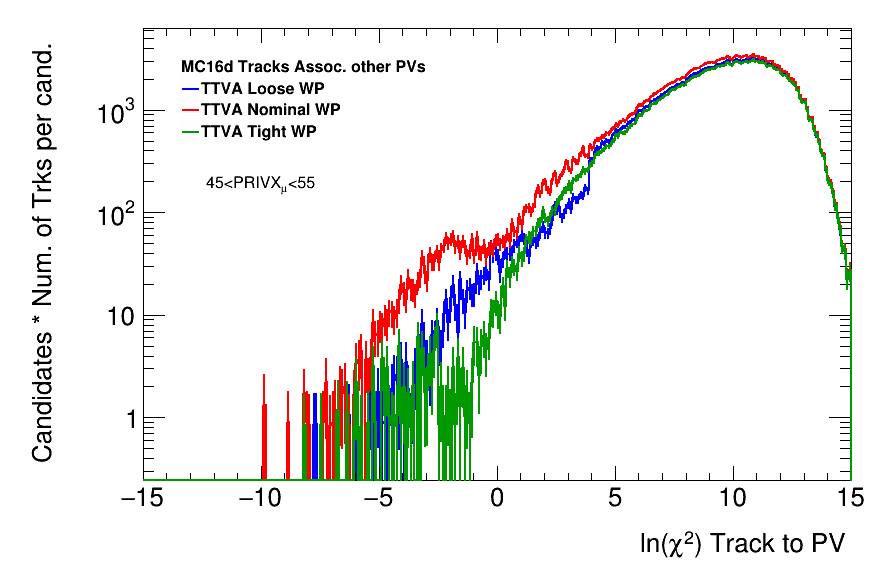 Candidates * Num. of Trks per cand.
10³
10²
10
1
MC16d Tracks Assoc. other PVs
TTVA Loose WP
TTVA Nominal WP
TTVA Tight WP
45<PRIVXμ<55
−15 −10 −5 0 5 10 15
ln(χ²) Track to PV